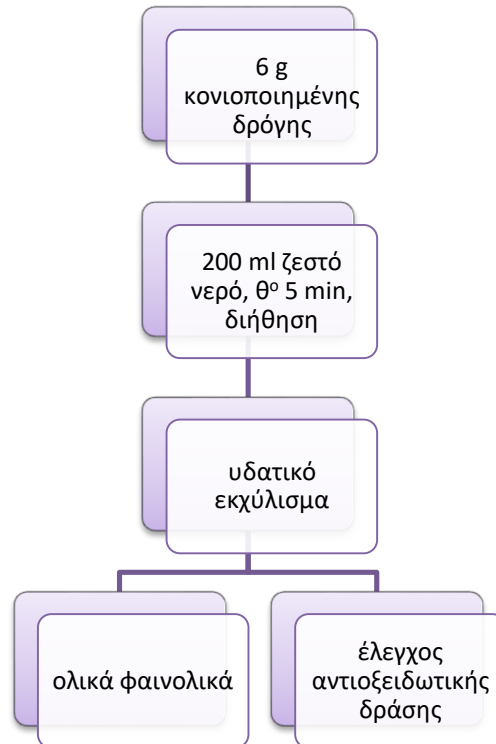 6 g
κονιοποιημένης
δρόγης
200 ml ζεστό
νερό, θº 5 min,
διήθηση
υδατικό
εκχύλισμα
ολικά φαινολικά
έλεγχος
αντιοξειδωτικής
δράσης